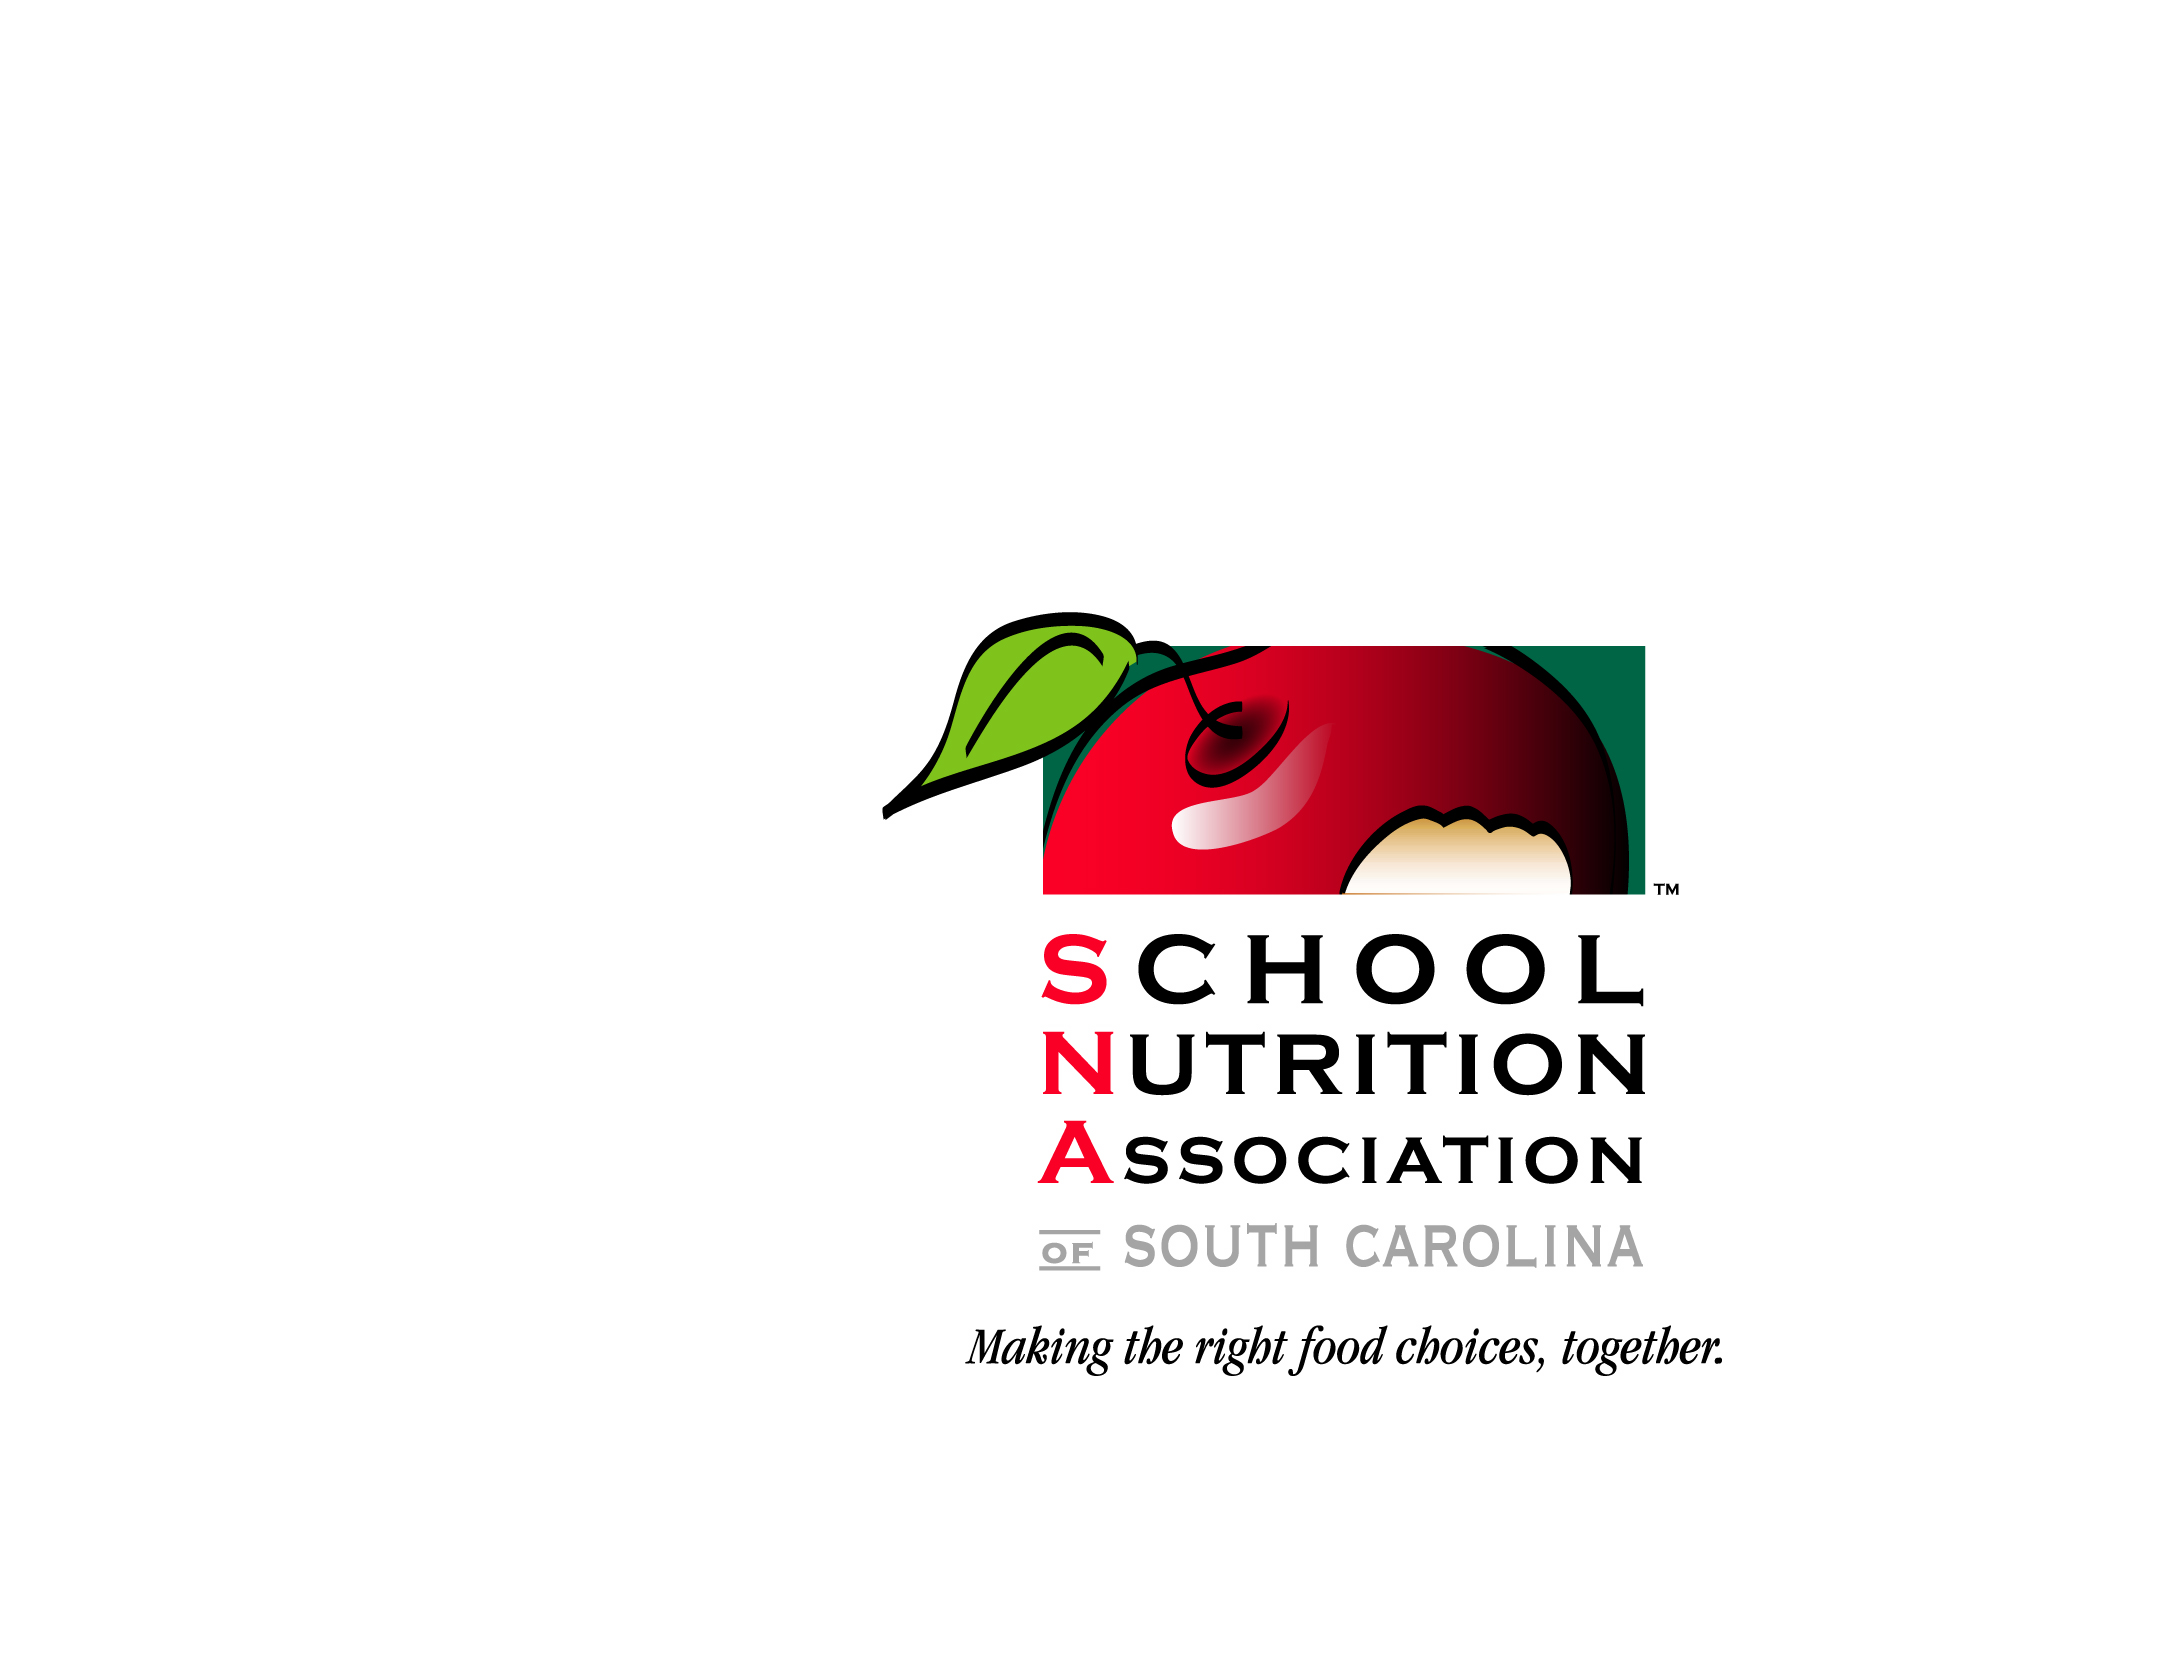 ™
SCHOOL
NUTRITION
ASSOCIATION
OF SOUTH CAROLINA
Making the right food choices, together.